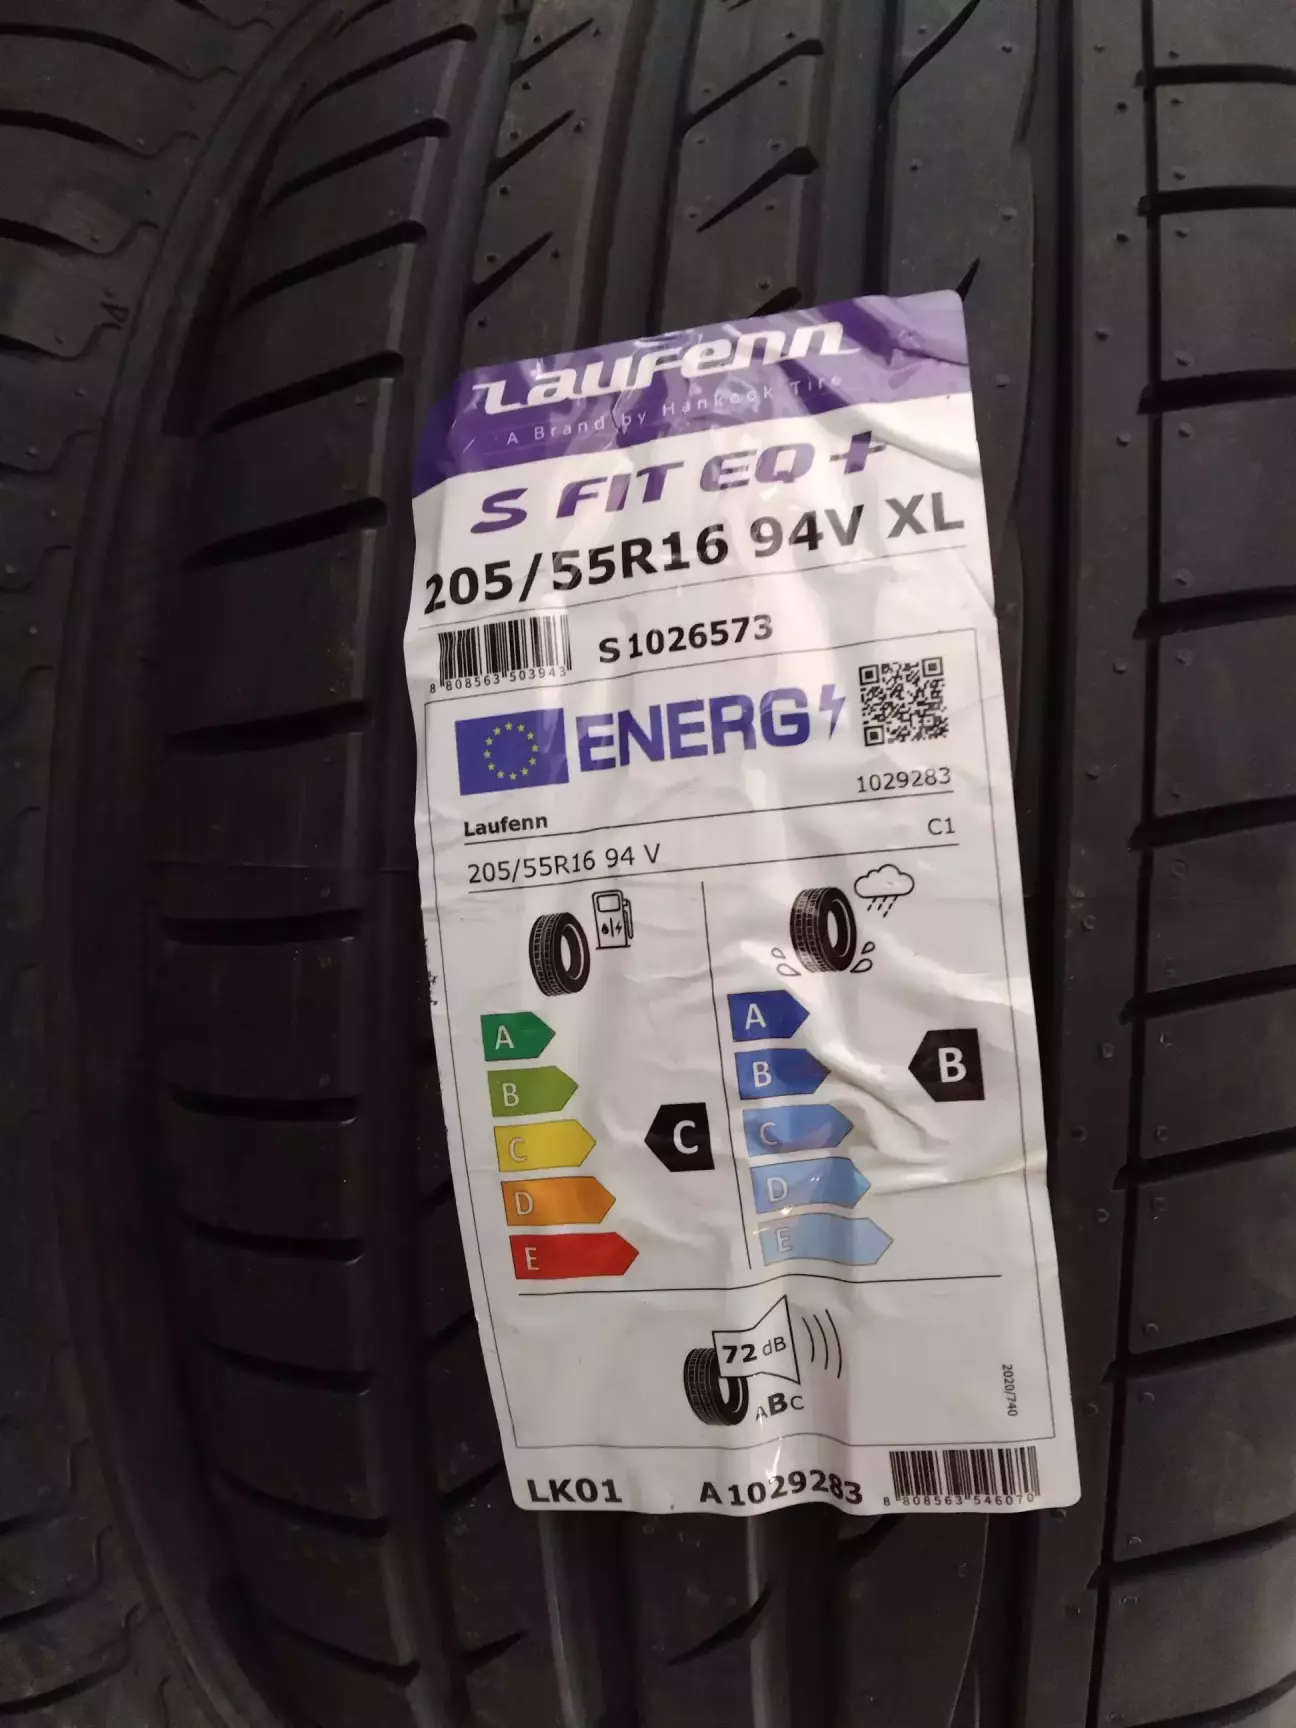 Laufenn
A Brand by Hankook Tire
S FIT EQ+
205/55R16 94V XL
S1026573
8 808563 503943
ENERG
1029283
Laufenn
205/55R16 94 V
C1
A
B
C
D
E
C
A
B
C
D
E
B
72 dB
ABC
2020/740
LK01
A1029283
8 808563 546070